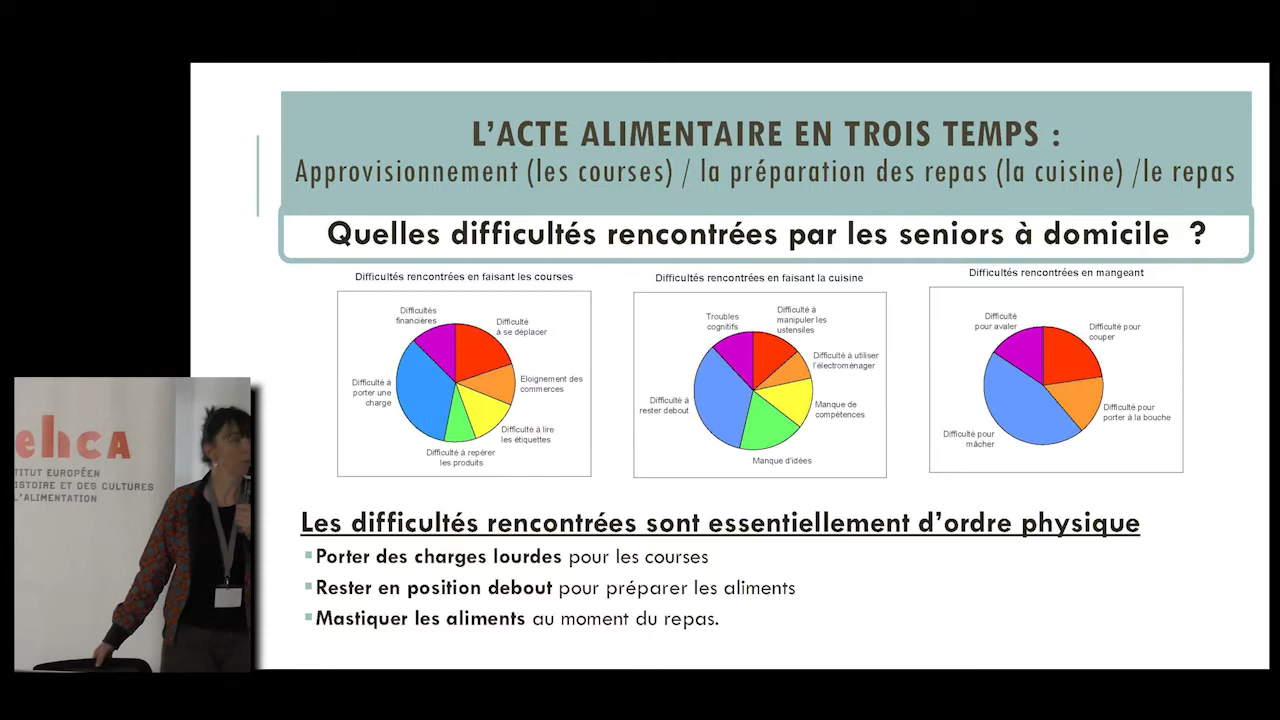 L'ACTE ALIMENTAIRE EN TROIS TEMPS :
Approvisionnement (les courses) / la préparation des repas (la cuisine) /le repas
Quelles difficultés rencontrées par les seniors à domicile ?
Difficultés rencontrées en faisant les courses
Difficultés
financières
Difficulté
à se déplacer
Eloignement des
commerces
Difficulté à lire
les étiquettes
Difficulté à repérer
les produits
Difficulté à
porter une
charge
Difficultés rencontrées en faisant la cuisine
Troubles
cognitifs
Difficulté à
manipuler les
ustensiles
Difficulté à utiliser
l'électroménager
Manque de
compétences
Manque d'idées
Difficulté à
rester debout
Difficultés rencontrées en mangeant
Difficulté
pour avaler
Difficulté pour
couper
Difficulté pour
porter à la bouche
Difficulté pour
mâcher
Les difficultés rencontrées sont essentiellement d'ordre physique
Porter des charges lourdes pour les courses
Rester en position debout pour préparer les aliments
Mastiquer les aliments au moment du repas.
ehcA
TITUT EUROPÉEN
ISTOIRE ET DES CULTURES
L'ALIMENTATION